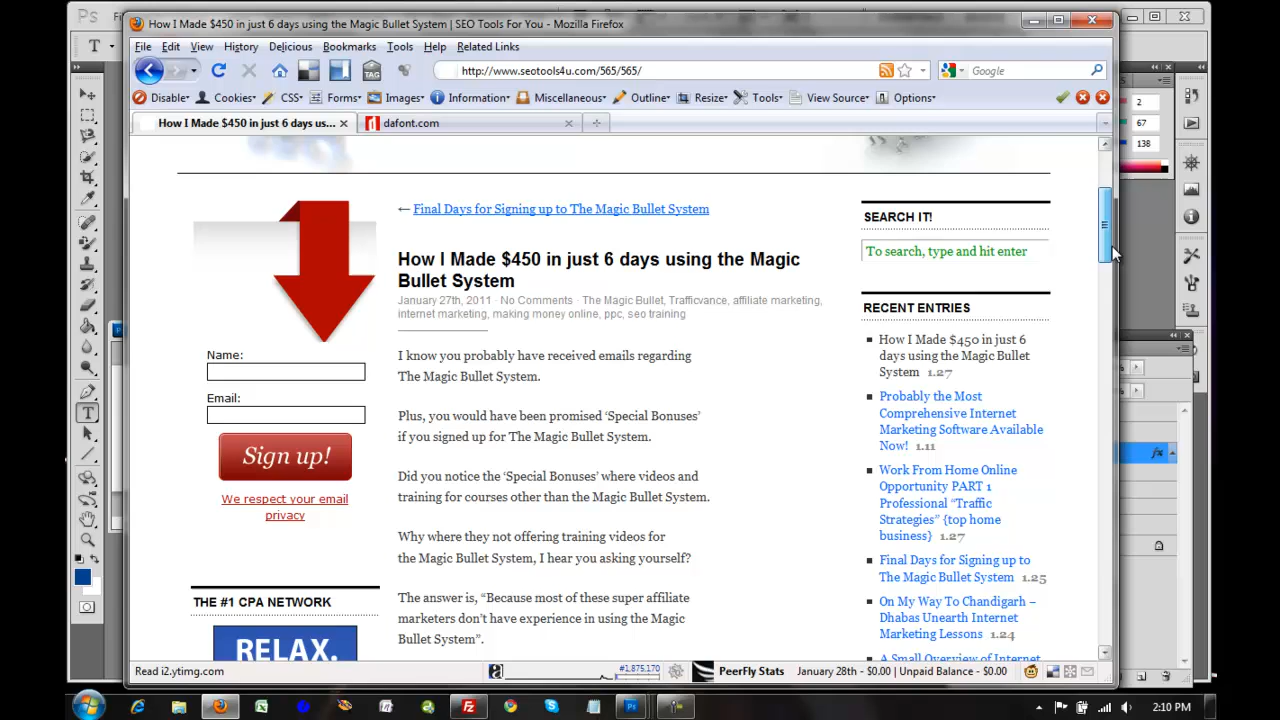 How I Made $450 in just 6 days using the Magic Bullet System | SEO Tools For You - Mozilla Firefox
File Edit View History Delicious Bookmarks Tools Help Related Links
http://www.seotools4u.com/565/565/
Google
Disable Cookies CSS Forms Images Information Miscellaneous Outline Resize Tools View Source Options
How I Made $450 in just 6 days us...
dafont.com
← Final Days for Signing up to The Magic Bullet System
How I Made $450 in just 6 days using the Magic
Bullet System
January 27th, 2011 · No Comments · The Magic Bullet, Trafficvance, affiliate marketing,
internet marketing, making money online, ppc, seo training
I know you probably have received emails regarding
The Magic Bullet System.
Plus, you would have been promised ‘Special Bonuses’
if you signed up for The Magic Bullet System.
Did you notice the ‘Special Bonuses’ where videos and
training for courses other than the Magic Bullet System.
Why where they not offering training videos for
the Magic Bullet System, I hear you asking yourself?
The answer is, “Because most of these super affiliate
marketers don’t have experience in using the Magic
Bullet System”.
Name:
Email:
Sign up!
We respect your email
privacy
THE #1 CPA NETWORK
RELAX.
SEARCH IT!
To search, type and hit enter
RECENT ENTRIES
How I Made $450 in just 6
days using the Magic Bullet
System 1.27
Probably the Most
Comprehensive Internet
Marketing Software Available
Now! 1.11
Work From Home Online
Opportunity PART 1
Professional “Traffic
Strategies” {top home
business} 1.27
Final Days for Signing up to
The Magic Bullet System 1.25
On My Way To Chandigarh –
Dhabas Unearth Internet
Marketing Lessons 1.24
A Small Overview of Internet
Read i2.ytimg.com
#1,875,170
PeerFly Stats
January 28th - $0.00 | Unpaid Balance - $0.00
Ps
T
2
67
138
fx
TAG
2:10 PM